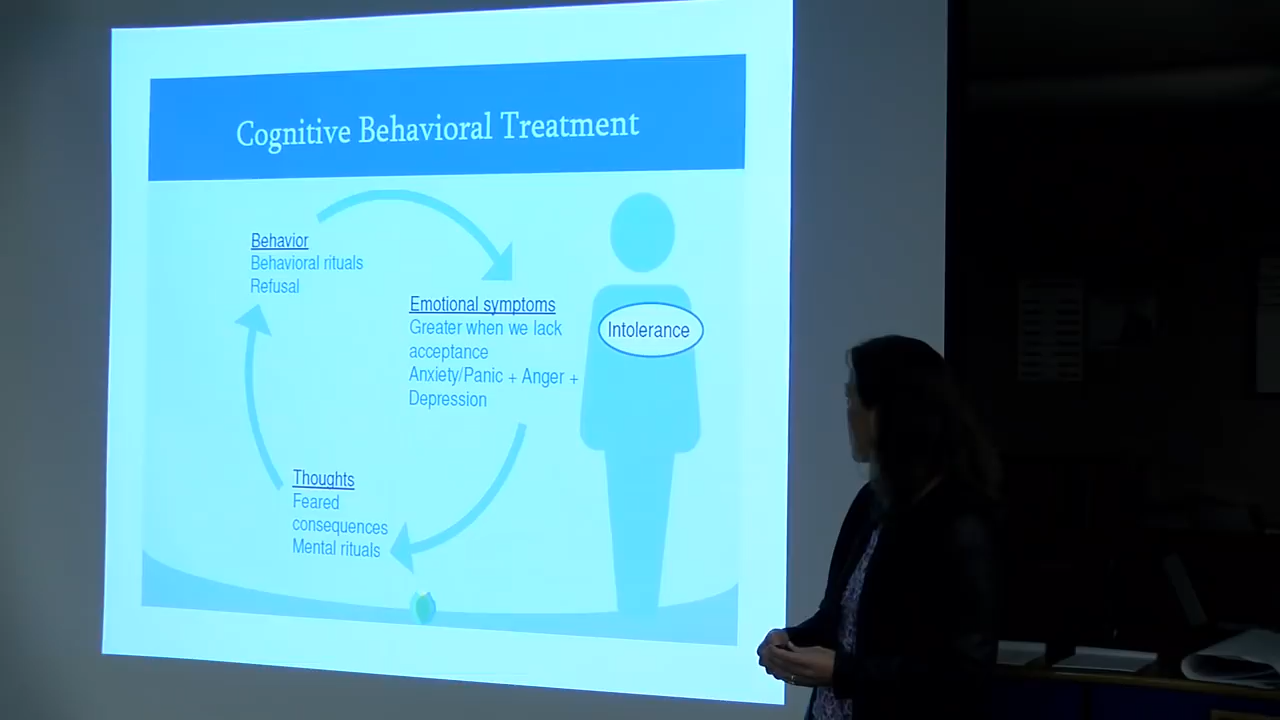 Cognitive Behavioral Treatment
Behavior
Behavioral rituals
Refusal
Emotional symptoms
Greater when we lack
acceptance
Anxiety/Panic + Anger +
Depression
Intolerance
Thoughts
Feared
consequences
Mental rituals